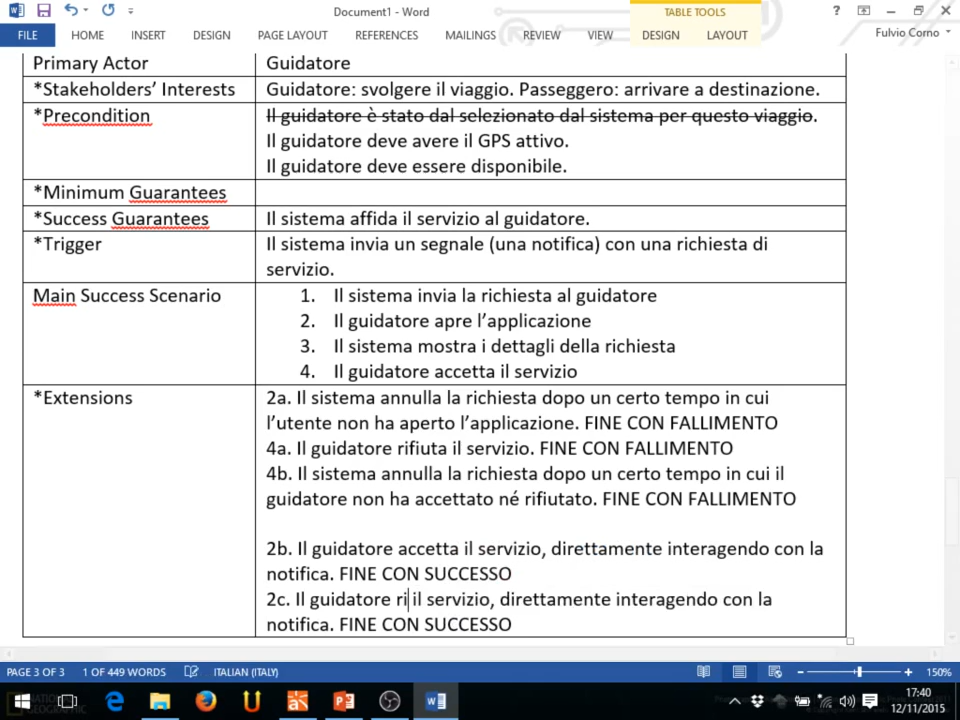 Document1 - Word
TABLE TOOLS
FILE
HOME
INSERT
DESIGN
PAGE LAYOUT
REFERENCES
MAILINGS
REVIEW
VIEW
DESIGN
LAYOUT
Fulvio Corno
Primary Actor
Guidatore
*Stakeholders’ Interests
Guidatore: svolgere il viaggio. Passeggero: arrivare a destinazione.
*Precondition
Il guidatore è stato dal selezionato dal sistema per questo viaggio.
Il guidatore deve avere il GPS attivo.
Il guidatore deve essere disponibile.
*Minimum Guarantees
*Success Guarantees
Il sistema affida il servizio al guidatore.
*Trigger
Il sistema invia un segnale (una notifica) con una richiesta di
servizio.
Main Success Scenario
1. Il sistema invia la richiesta al guidatore
2. Il guidatore apre l’applicazione
3. Il sistema mostra i dettagli della richiesta
4. Il guidatore accetta il servizio
*Extensions
2a. Il sistema annulla la richiesta dopo un certo tempo in cui
l’utente non ha aperto l’applicazione. FINE CON FALLIMENTO
4a. Il guidatore rifiuta il servizio. FINE CON FALLIMENTO
4b. Il sistema annulla la richiesta dopo un certo tempo in cui il
guidatore non ha accettato né rifiutato. FINE CON FALLIMENTO
2b. Il guidatore accetta il servizio, direttamente interagendo con la
notifica. FINE CON SUCCESSO
2c. Il guidatore ri il servizio, direttamente interagendo con la
notifica. FINE CON SUCCESSO
PAGE 3 OF 3
1 OF 449 WORDS
ITALIAN (ITALY)
150%
17:40
12/11/2015